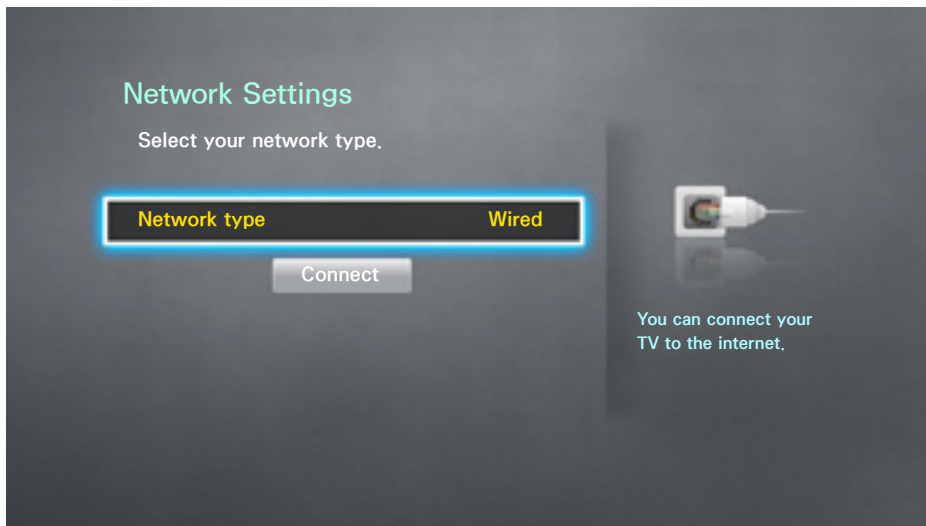 Network Settings
Select your network type.
Network type Wired
Connect
You can connect your
TV to the internet.